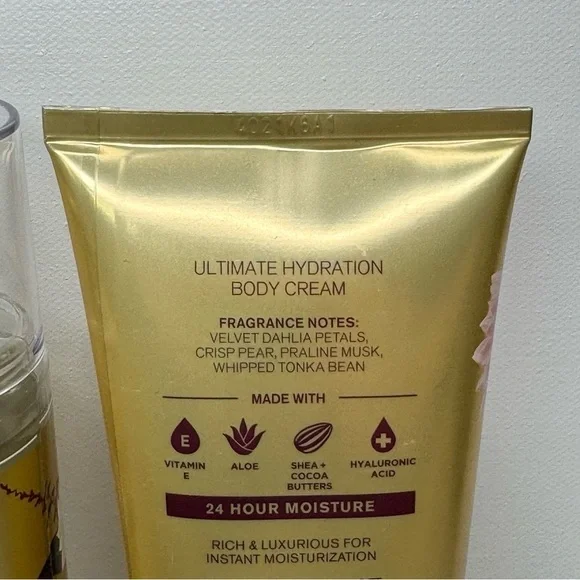 ULTIMATE HYDRATION
BODY CREAM
FRAGRANCE NOTES:
VELVET DAHLIA PETALS,
CRISP PEAR, PRALINE MUSK,
WHIPPED TONKA BEAN
MADE WITH
E
VITAMIN
E
ALOE
SHEA +
COCOA
BUTTERS
HYALURONIC
ACID
24 HOUR MOISTURE
RICH & LUXURIOUS FOR
INSTANT MOISTURIZATION